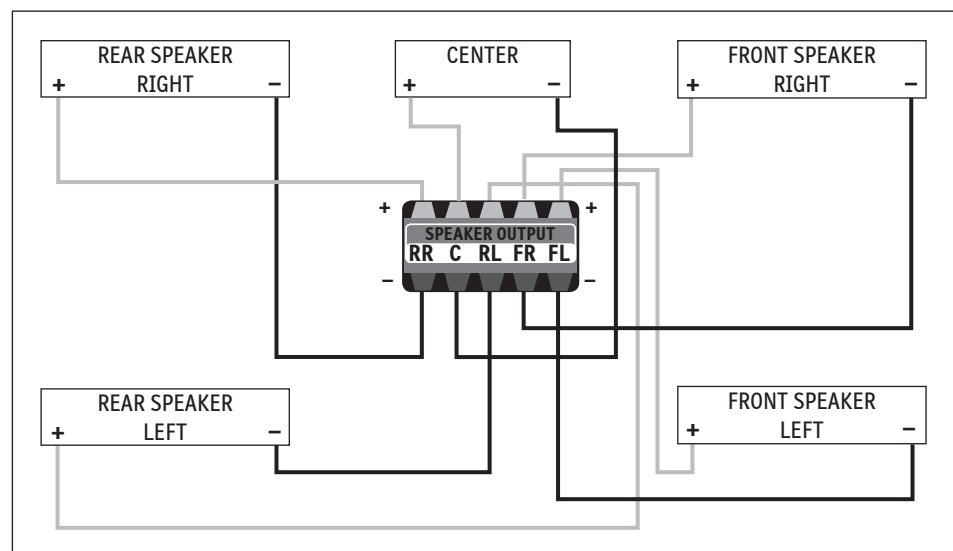 REAR SPEAKER
+ RIGHT –
CENTER
+ –
FRONT SPEAKER
+ RIGHT –
+ +
SPEAKER OUTPUT
RR C RL FR FL
– –
REAR SPEAKER
+ LEFT –
FRONT SPEAKER
+ LEFT –